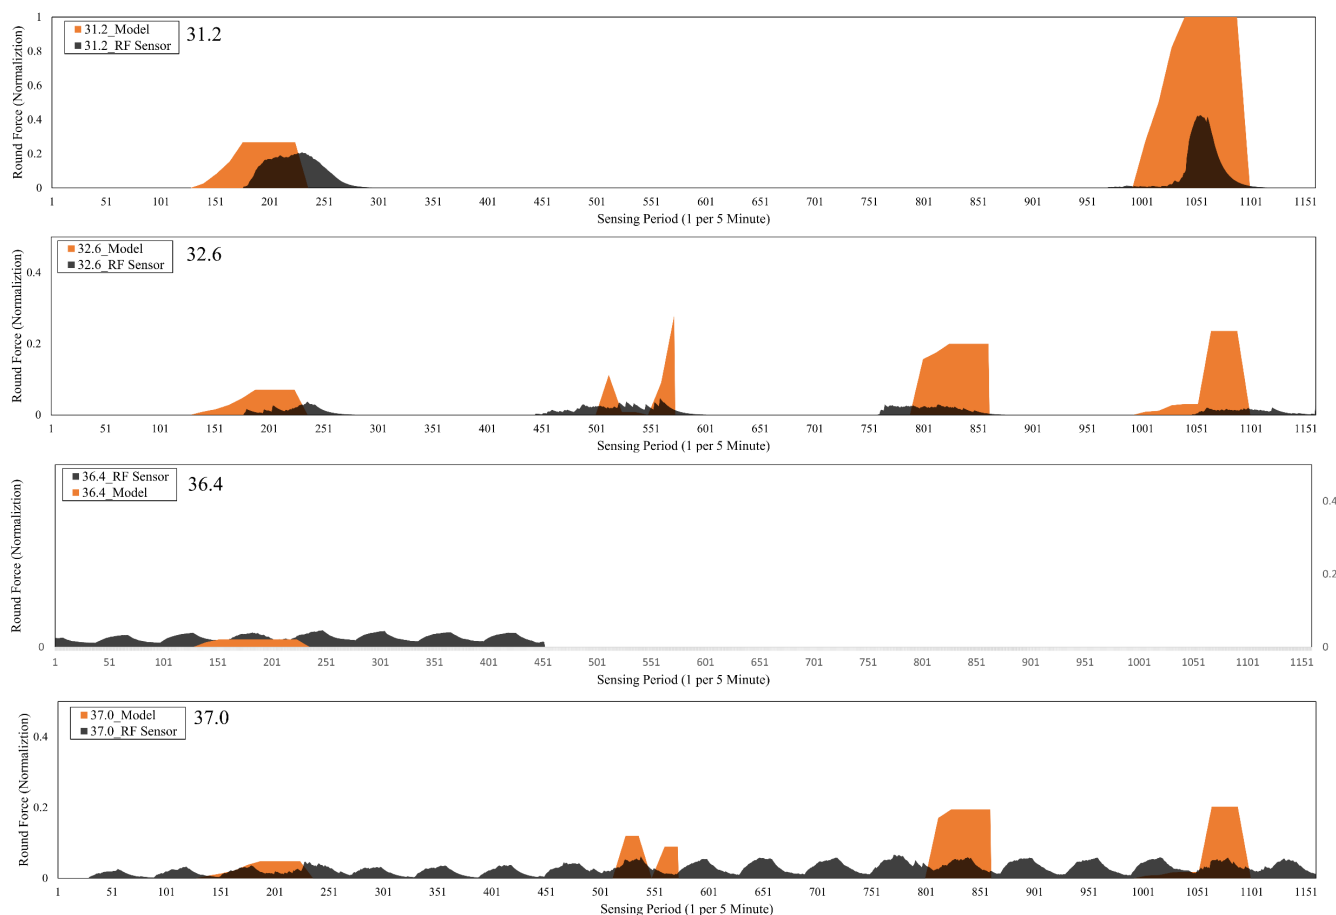 31.2_Model
31.2_RF Sensor
31.2
Round Force (Normaliztion)
1
0.8
0.6
0.4
0.2
0
1 51 101 151 201 251 301 351 401 451 501 551 601 651 701 751 801 851 901 951 1001 1051 1101 1151
Sensing Period (1 per 5 Minute)
32.6_Model
32.6_RF Sensor
32.6
Round Force (Normaliztion)
0.4
0.2
0
1 51 101 151 201 251 301 351 401 451 501 551 601 651 701 751 801 851 901 951 1001 1051 1101 1151
Sensing Period (1 per 5 Minute)
36.4_RF Sensor
36.4_Model
36.4
Round Force (Normaliztion)
0
0.4
0.2
0
1 51 101 151 201 251 301 351 401 451 501 551 601 651 701 751 801 851 901 951 1001 1051 1101 1151
Sensing Period (1 per 5 Minute)
37.0_Model
37.0_RF Sensor
37.0
Round Force (Normaliztion)
0.4
0.2
0
1 51 101 151 201 251 301 351 401 451 501 551 601 651 701 751 801 851 901 951 1001 1051 1101 1151
Sensing Period (1 per 5 Minute)